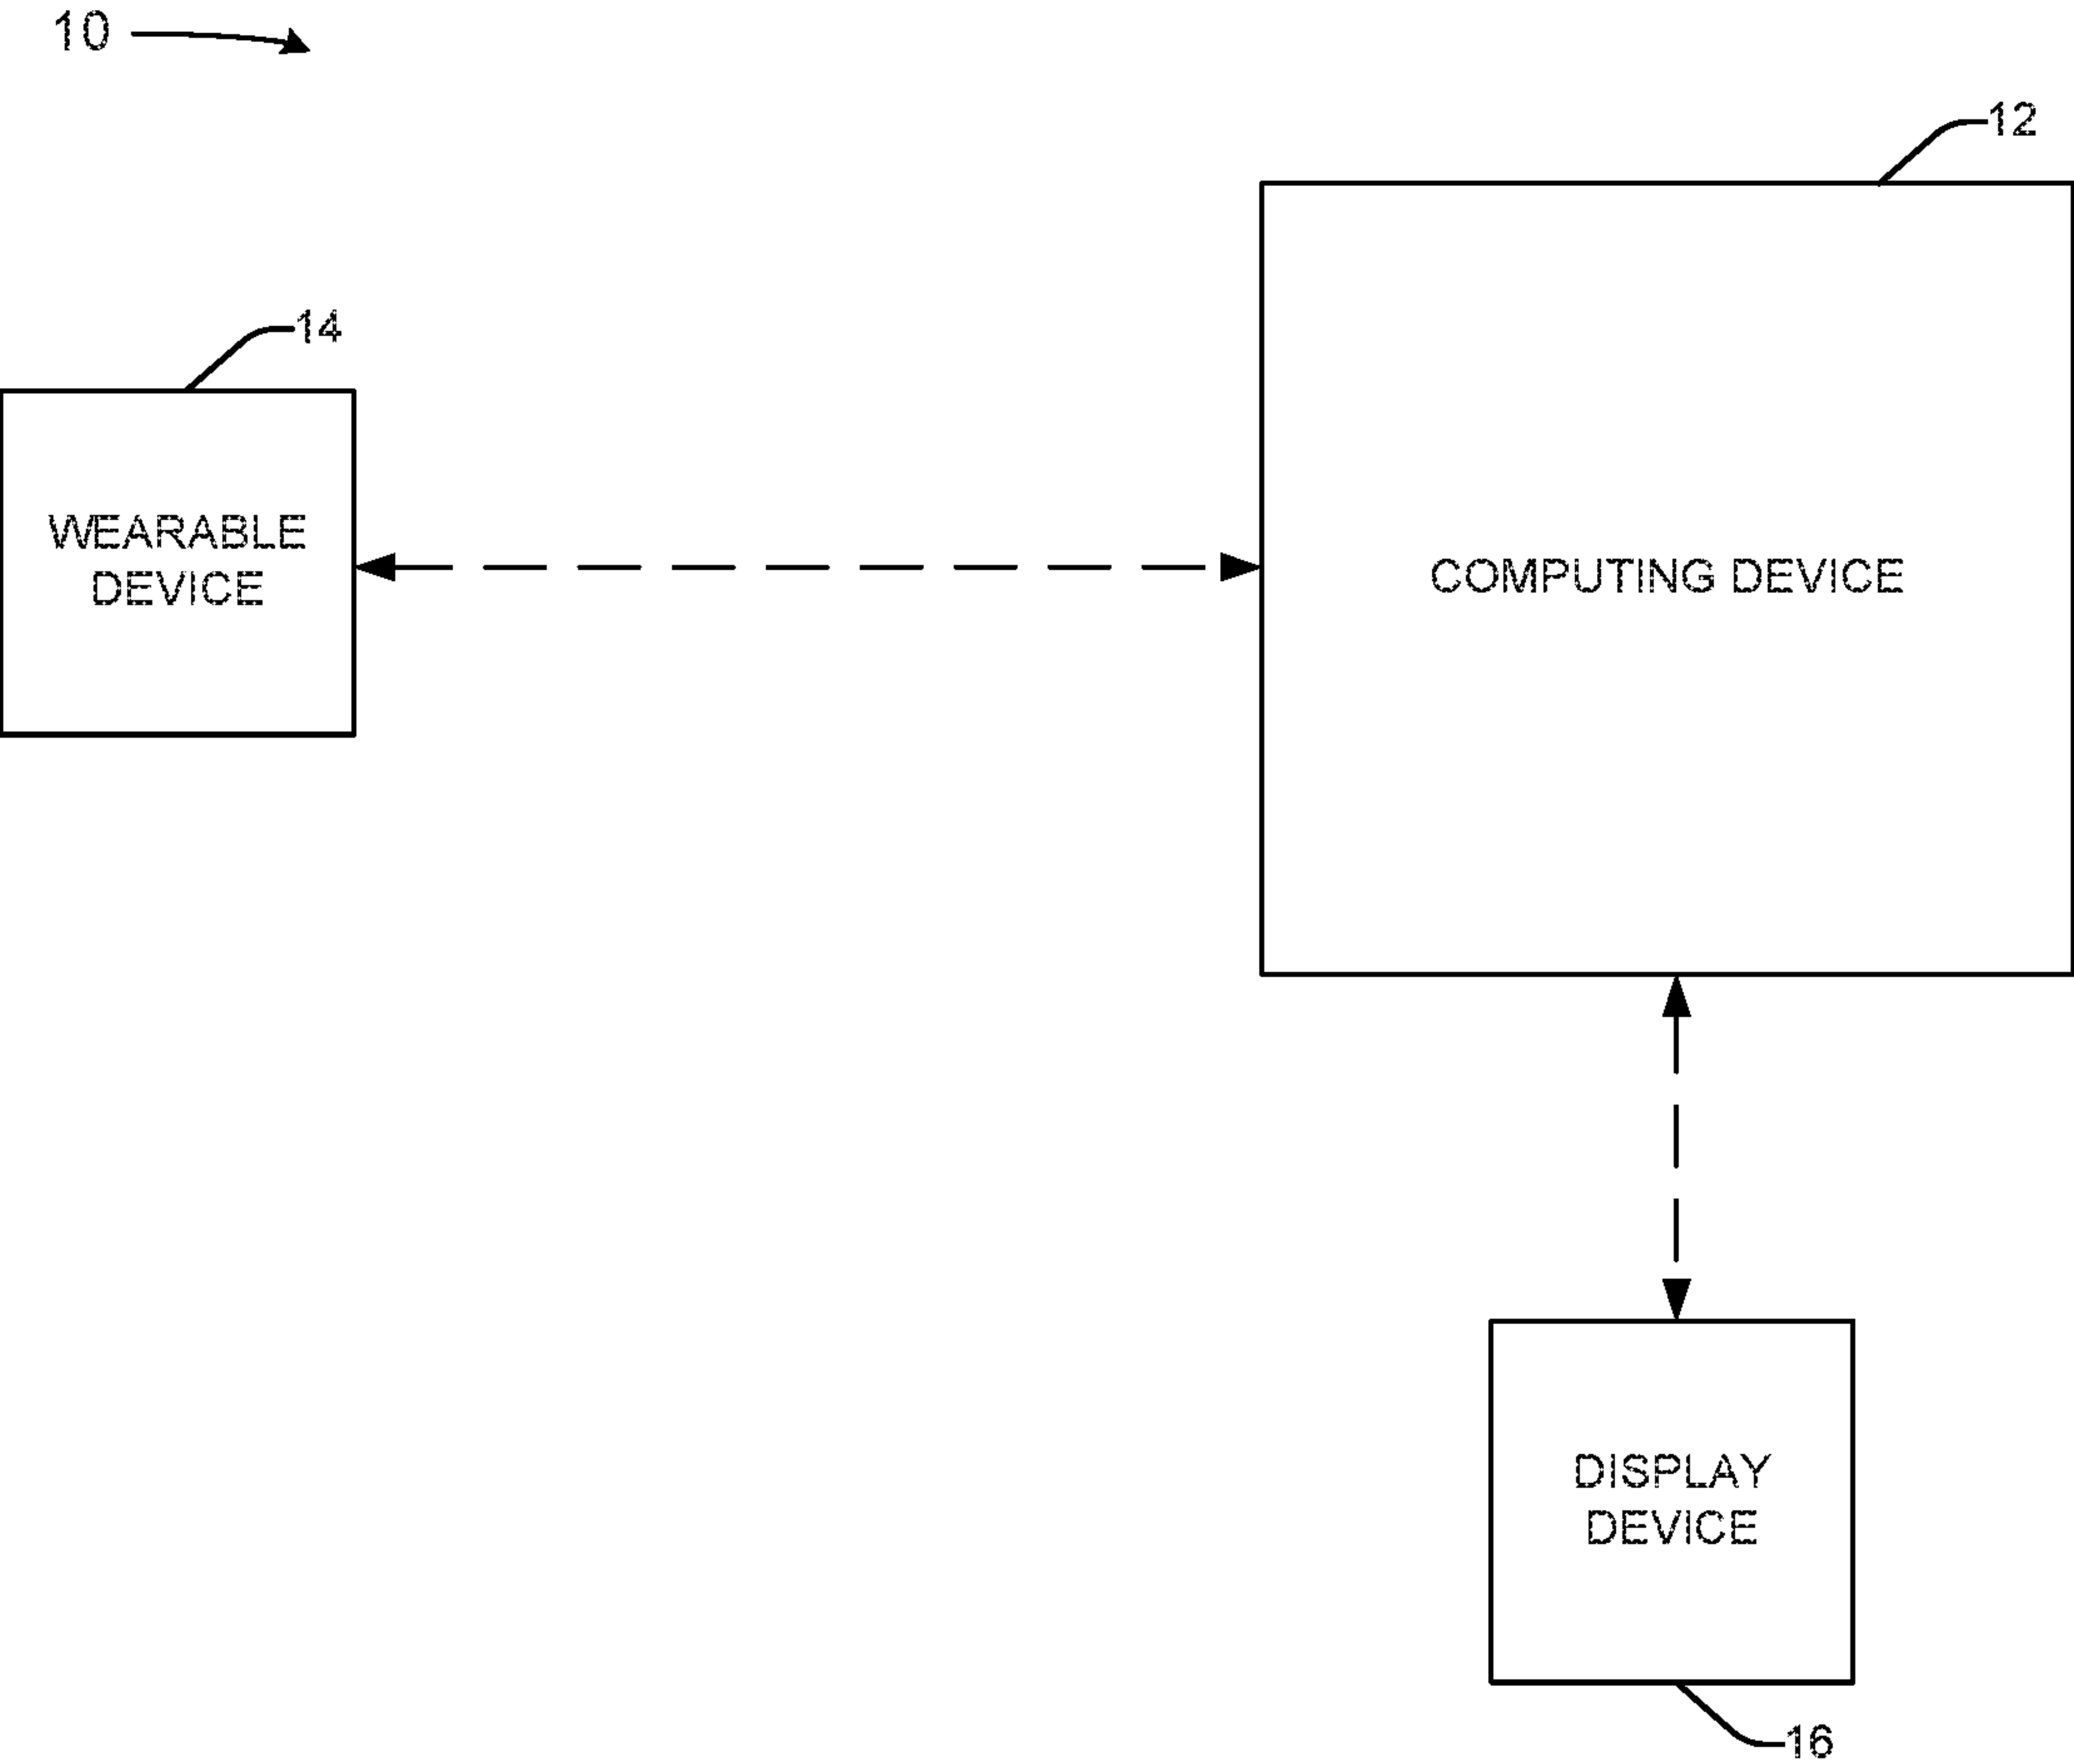 10
12
14
WEARABLE
DEVICE
COMPUTING DEVICE
DISPLAY
DEVICE
16